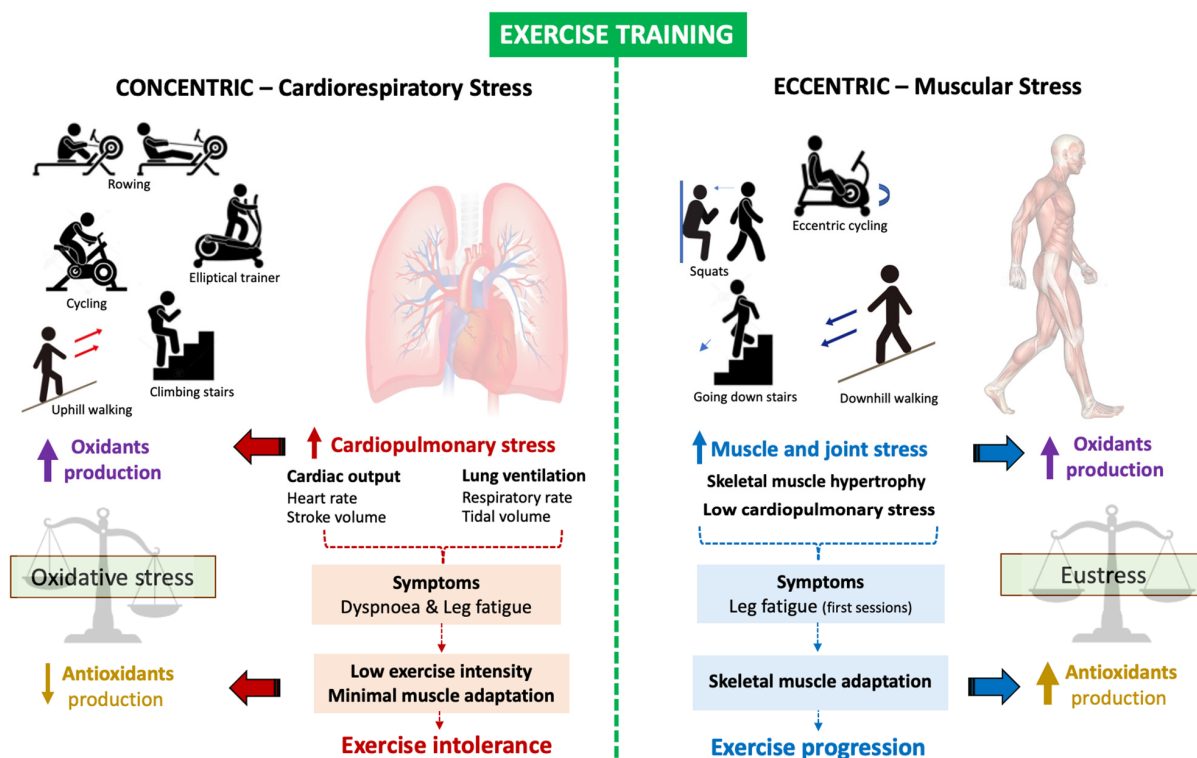 EXERCISE TRAINING
CONCENTRIC – Cardiorespiratory Stress
Rowing
Elliptical trainer
Cycling
Climbing stairs
Uphill walking
Oxidants
production
Cardiopulmonary stress
Cardiac output
Heart rate
Stroke volume
Lung ventilation
Respiratory rate
Tidal volume
Oxidative stress
Symptoms
Dyspnoea & Leg fatigue
Antioxidants
production
Low exercise intensity
Minimal muscle adaptation
Exercise intolerance
ECCENTRIC – Muscular Stress
Eccentric cycling
Squats
Going down stairs
Downhill walking
Muscle and joint stress
Skeletal muscle hypertrophy
Low cardiopulmonary stress
Oxidants
production
Symptoms
Leg fatigue (first sessions)
Eustress
Skeletal muscle adaptation
Antioxidants
production
Exercise progression